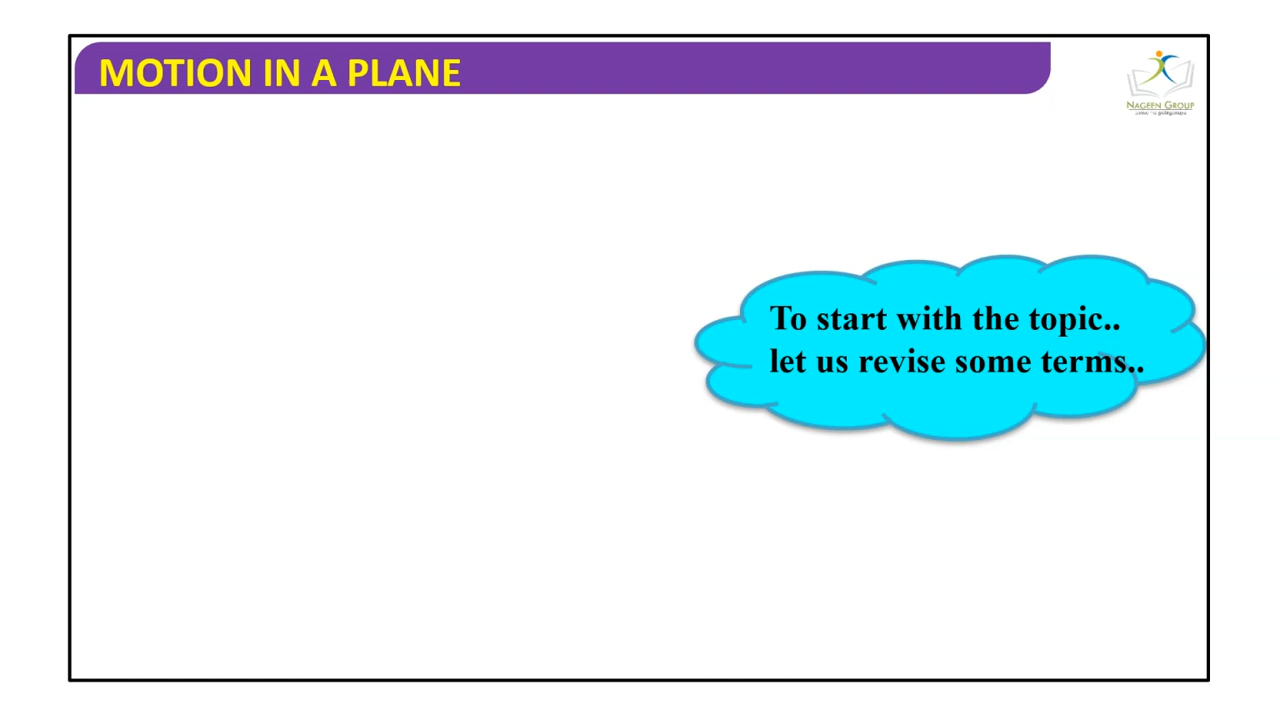 MOTION IN A PLANE
NAGEEN GROUP
To start with the topic..
let us revise some terms..